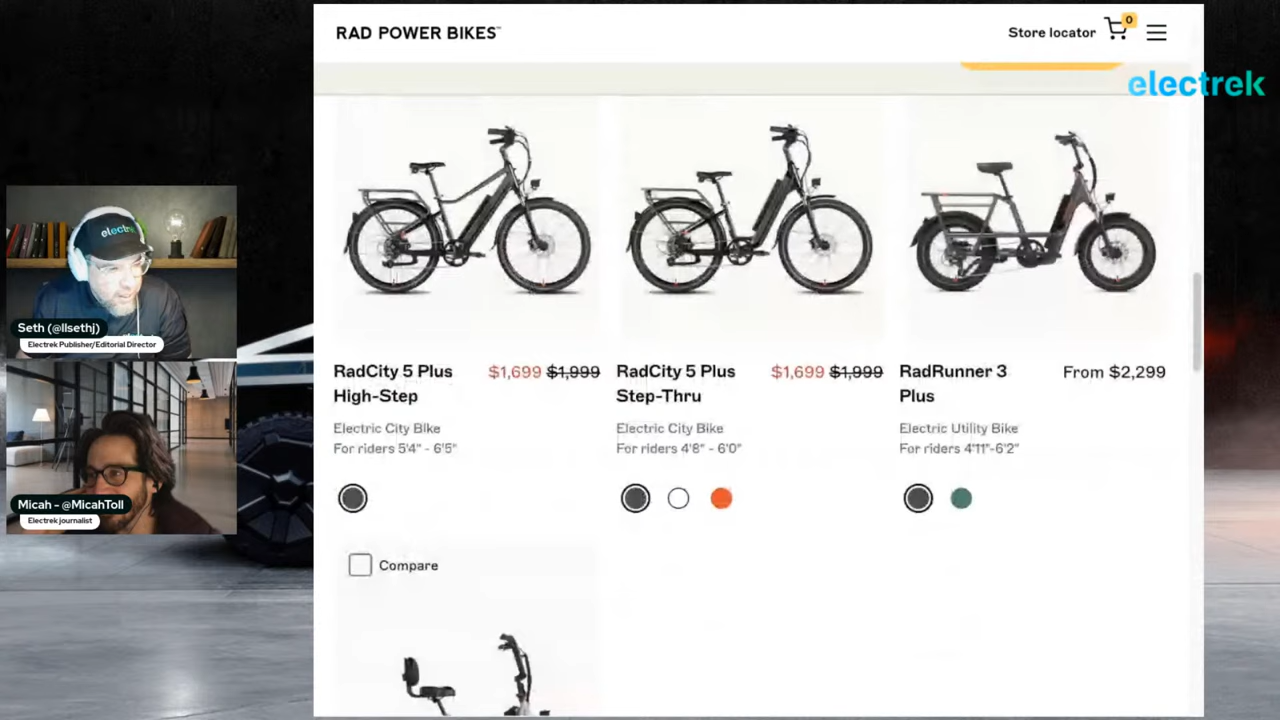 RAD POWER BIKES™
Store locator
0
electrek
electrek
Seth (@llsethj)
Electrek Publisher/Editorial Director
Micah - @MicahToll
Electrek journalist
RadCity 5 Plus High-Step
$1,699 $1,999
Electric City Bike
For riders 5'4" - 6'5"
RadCity 5 Plus Step-Thru
$1,699 $1,999
Electric City Bike
For riders 4'8" - 6'0"
RadRunner 3 Plus
From $2,299
Electric Utility Bike
For riders 4'11"-6'2"
Compare